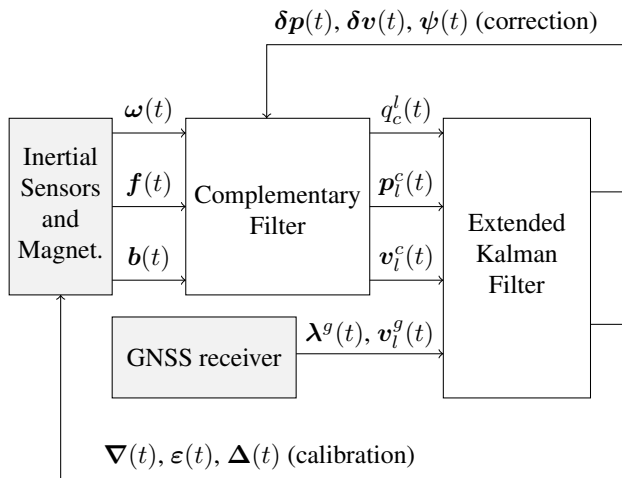 δp(t), δv(t), ψ(t) (correction)
ω(t)
f(t)
b(t)
Inertial
Sensors
and
Magnet.
Complementary
Filter
q_c^l(t)
p_l^c(t)
v_l^c(t)
Extended
Kalman
Filter
GNSS receiver
λ^g(t), v_l^g(t)
∇(t), ε(t), Δ(t) (calibration)